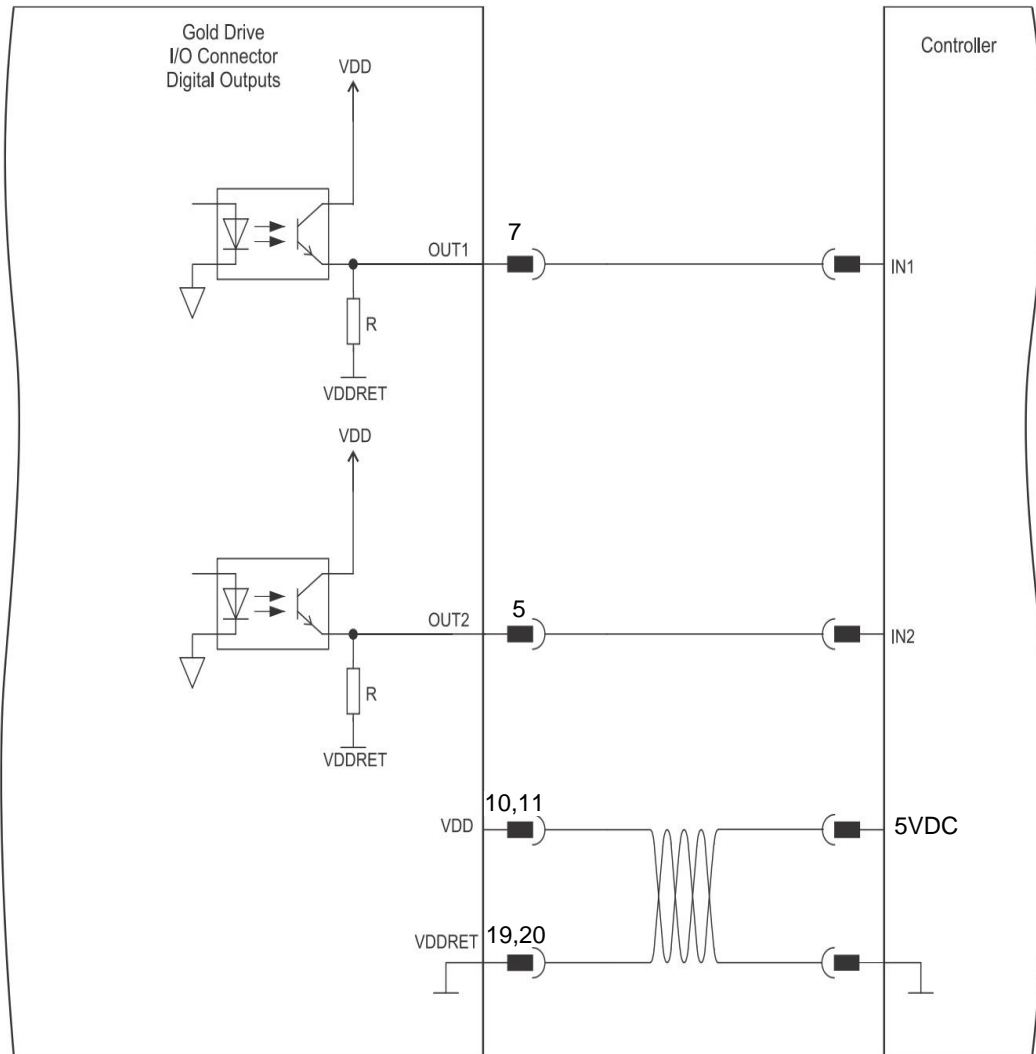 Gold Drive
I/O Connector
Digital Outputs
Controller
VDD
7
OUT1
IN1
R
VDDRET
VDD
5
OUT2
IN2
R
VDDRET
10,11
VDD
5VDC
19,20
VDDRET